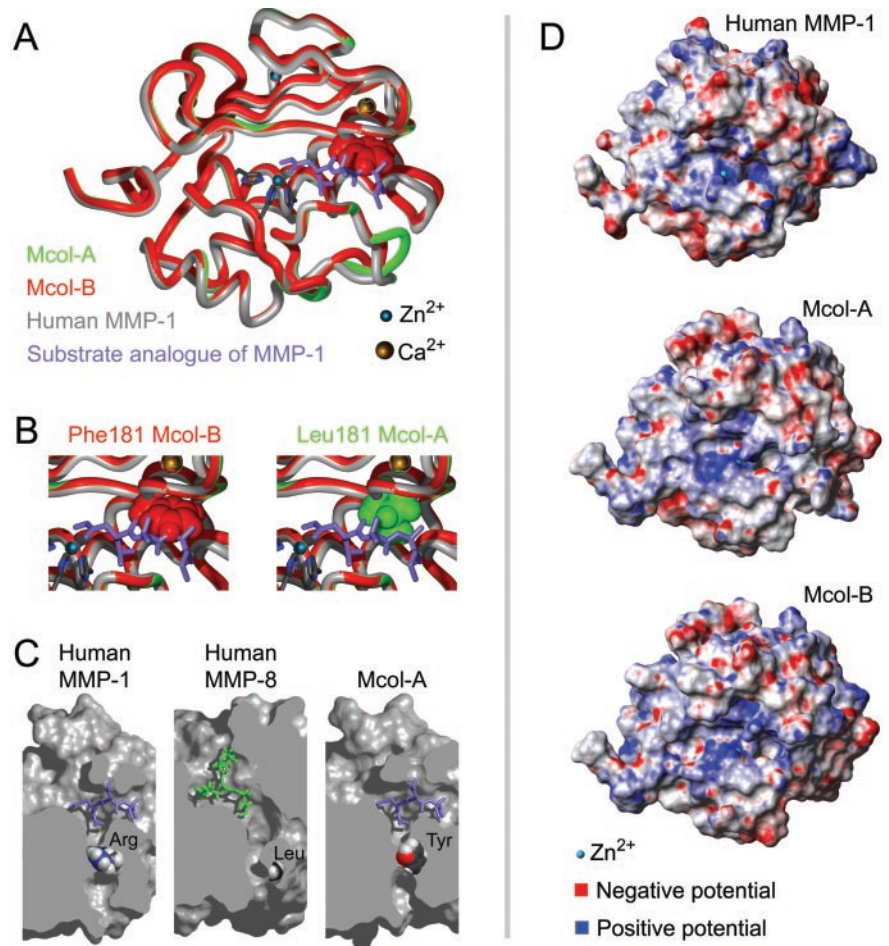 A
Mcol-A
Mcol-B
Human MMP-1
Substrate analogue of MMP-1
Zn2+
Ca2+
B
Phe181 Mcol-B
Leu181 Mcol-A
C
Human
MMP-1
Human
MMP-8
Mcol-A
Arg
Leu
Tyr
D
Human MMP-1
Mcol-A
Mcol-B
Zn2+
Negative potential
Positive potential